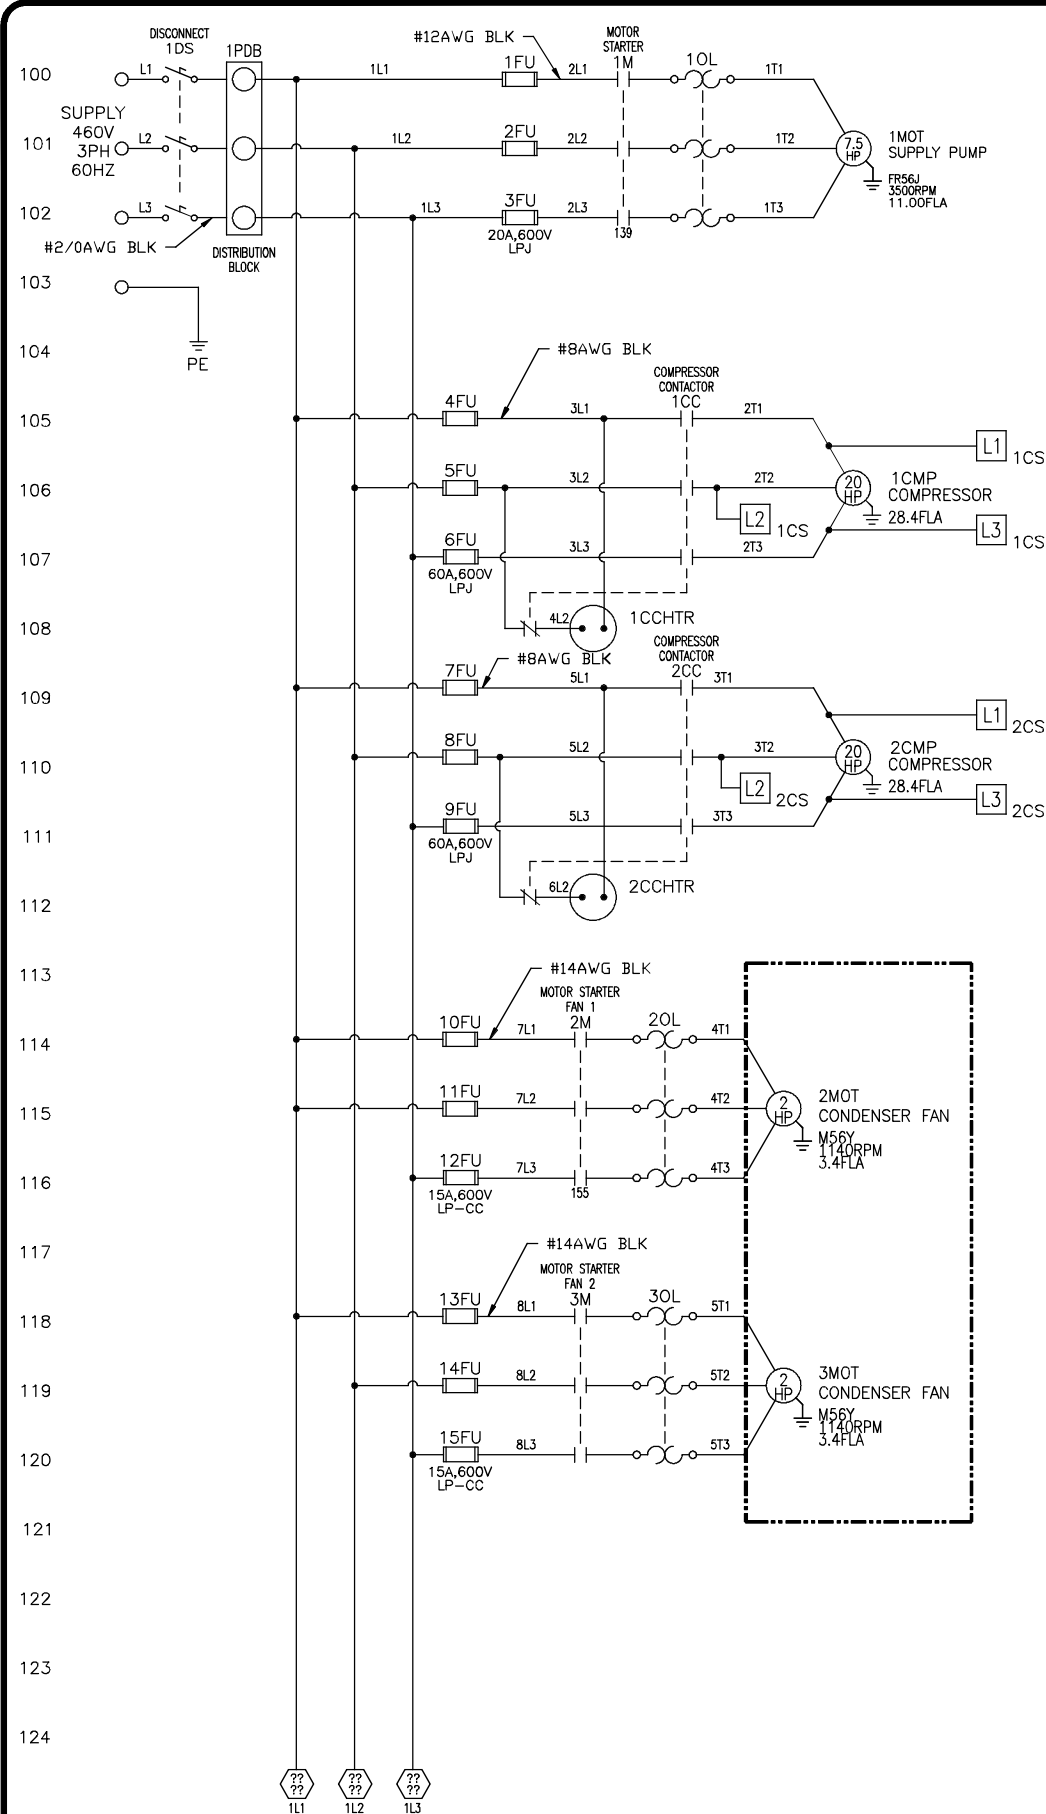 #12AWG BLK
DISCONNECT
1DS
1PDB
MOTOR
STARTER
1M
1OL
100
L1
1L1
1FU
2L1
1T1
SUPPLY
460V
3PH
60HZ
101
L2
1L2
2FU
2L2
1T2
7.5
HP
1MOT
SUPPLY PUMP
FR56J
3500RPM
11.00FLA
102
L3
1L3
3FU
2L3
1T3
20A,600V
LPJ
139
#2/0AWG BLK
DISTRIBUTION
BLOCK
103
104
PE
#8AWG BLK
COMPRESSOR
CONTACTOR
1CC
105
4FU
3L1
2T1
L1
1CS
106
5FU
3L2
2T2
20
HP
1CMP
COMPRESSOR
28.4FLA
L2
1CS
L3
1CS
107
6FU
3L3
2T3
60A,600V
LPJ
108
4L2
1CCHTR
#8AWG BLK
COMPRESSOR
CONTACTOR
2CC
109
7FU
5L1
3T1
L1
2CS
110
8FU
5L2
3T2
20
HP
2CMP
COMPRESSOR
28.4FLA
L2
2CS
L3
2CS
111
9FU
5L3
3T3
60A,600V
LPJ
112
6L2
2CCHTR
113
#14AWG BLK
MOTOR STARTER
FAN 1
2M
2OL
114
10FU
7L1
4T1
115
11FU
7L2
4T2
2
HP
2MOT
CONDENSER FAN
M56Y
1140RPM
3.4FLA
116
12FU
7L3
4T3
15A,600V
LP-CC
155
117
#14AWG BLK
MOTOR STARTER
FAN 2
3M
3OL
118
13FU
8L1
5T1
119
14FU
8L2
5T2
2
HP
3MOT
CONDENSER FAN
M56Y
1140RPM
3.4FLA
120
15FU
8L3
5T3
15A,600V
LP-CC
121
122
123
124
??
??
1L1
??
??
1L2
??
??
1L3